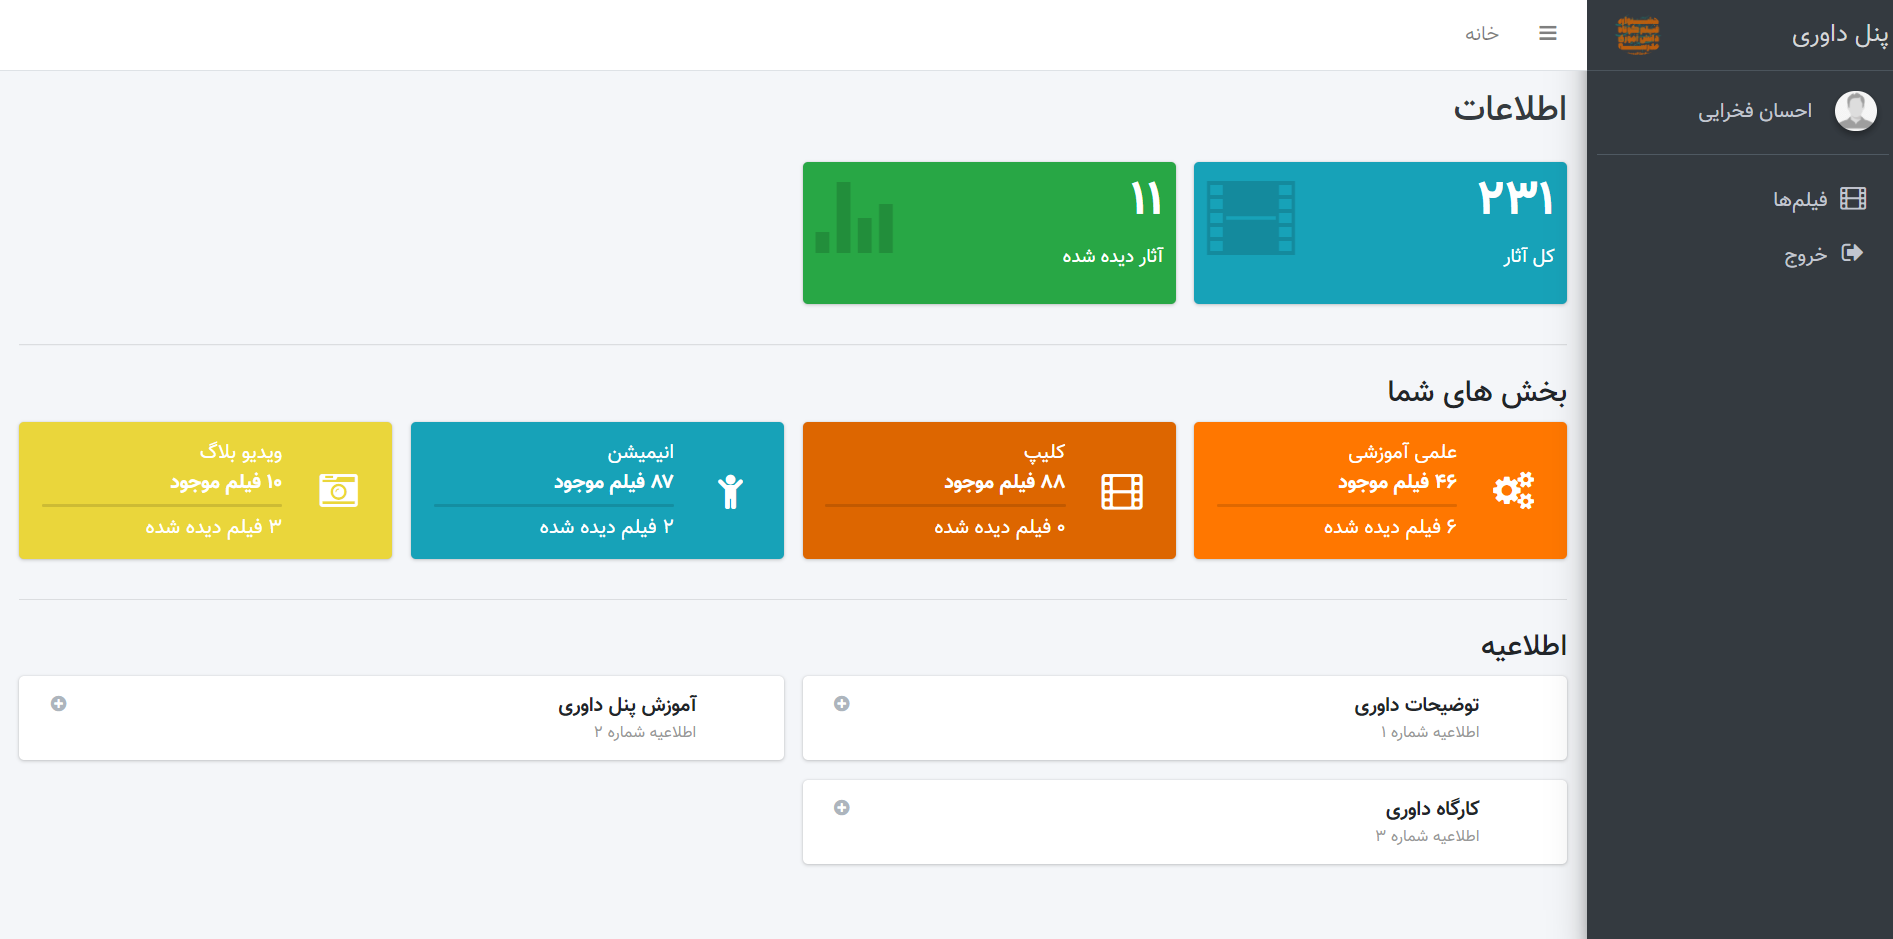 پنل داوری
خانه
احسان فخرایی
فیلم‌ها
خروج
اطلاعات
۲۳۱
کل آثار
۱۱
آثار دیده شده
بخش های شما
علمی آموزشی
۴۶ فیلم موجود
۶ فیلم دیده شده
کلیپ
۸۸ فیلم موجود
۰ فیلم دیده شده
انیمیشن
۸۷ فیلم موجود
۲ فیلم دیده شده
ویدیو بلاگ
۱۰ فیلم موجود
۳ فیلم دیده شده
اطلاعیه
توضیحات داوری
اطلاعیه شماره ۱
آموزش پنل داوری
اطلاعیه شماره ۲
کارگاه داوری
اطلاعیه شماره ۳